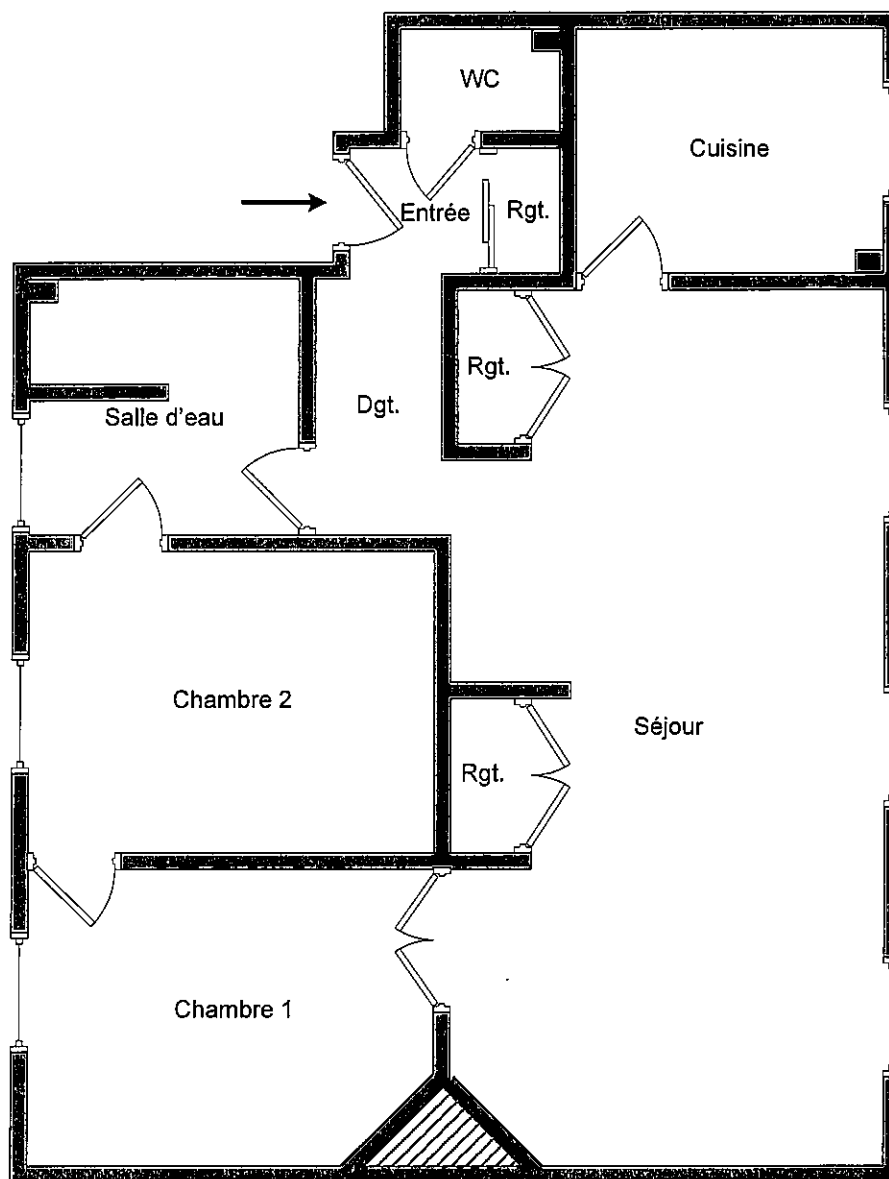 WC
Cuisine
Entrée
Rgt.
Rgt.
Dgt.
Salle d'eau
Chambre 2
Séjour
Rgt.
Chambre 1